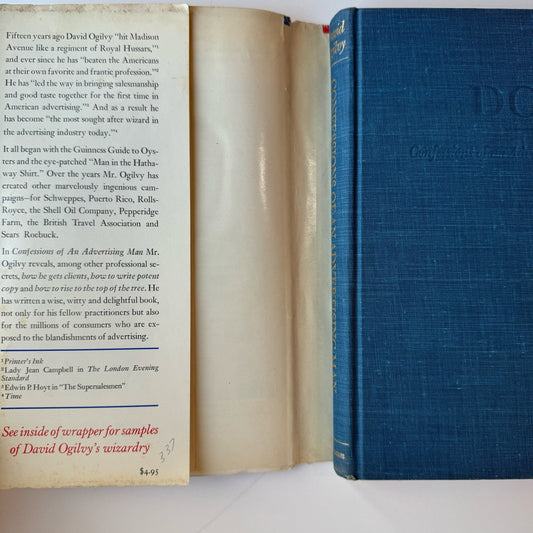 Fifteen years ago David Ogilvy “hit Madison
Avenue like a regiment of Royal Hussars,”¹
and ever since he has “beaten the Americans
at their own favorite and frantic profession.”²
He has “led the way in bringing salesmanship
and good taste together for the first time in
American advertising.”³ And as a result he
has become “the most sought after wizard in
the advertising industry today.”⁴
It all began with the Guinness Guide to Oys-
ters and the eye-patched “Man in the Hatha-
way Shirt.” Over the years Mr. Ogilvy has
created other marvelously ingenious cam-
paigns—for Schweppes, Puerto Rico, Rolls-
Royce, the Shell Oil Company, Pepperidge
Farm, the British Travel Association and
Sears Roebuck.
In Confessions of An Advertising Man Mr.
Ogilvy reveals, among other professional se-
crets, how he gets clients, how to write potent
copy and how to rise to the top of the tree. He
has written a wise, witty and delightful book,
not only for his fellow practitioners but also
for the millions of consumers who are ex-
posed to the blandishments of advertising.
¹Printer's Ink
²Lady Jean Campbell in The London Evening
Standard
³Edwin P. Hoyt in “The Supersalesmen”
⁴Time
See inside of wrapper for samples
of David Ogilvy's wizardry
337
$4.95
CONFESSIONS OF AN ADVERTISING MAN
DO